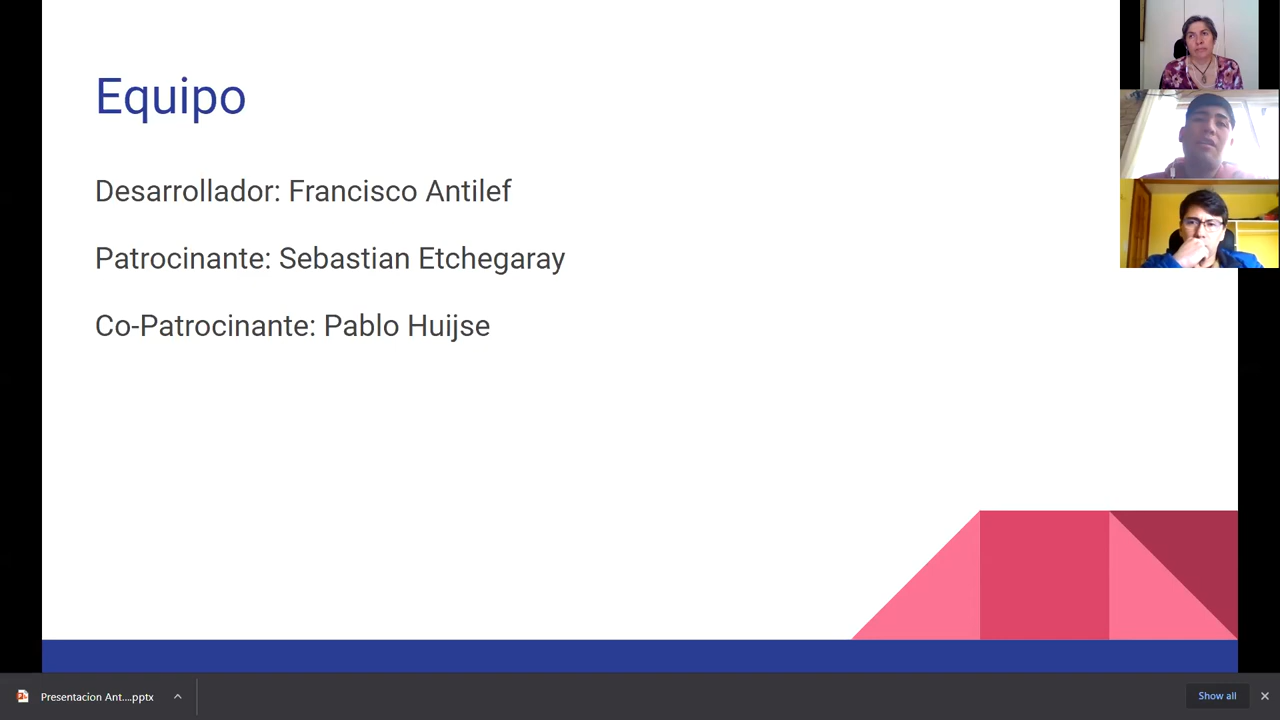 Equipo
Desarrollador: Francisco Antilef
Patrocinante: Sebastian Etchegaray
Co-Patrocinante: Pablo Huijse
Presentacion Ant....pptx
Show all